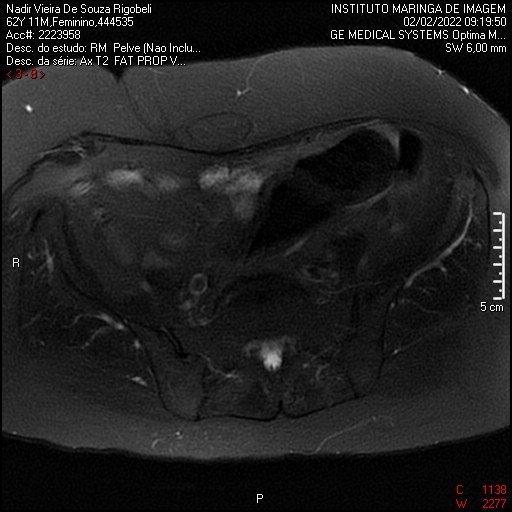 Nadir Vieira De Souza Rigobeli
62Y 11M,Feminino,444535
Acc#: 2223958
Desc. do estudo: RM  Pelve (Nao Inclu...
Desc. da série: Ax T2  FAT PROP V...
< 3 - 8 >
INSTITUTO MARINGA DE IMAGEM
02/02/2022 09:19:50
GE MEDICAL SYSTEMS Optima M...
SW 6,00 mm
R
5 cm
P
C 1138
W 2277